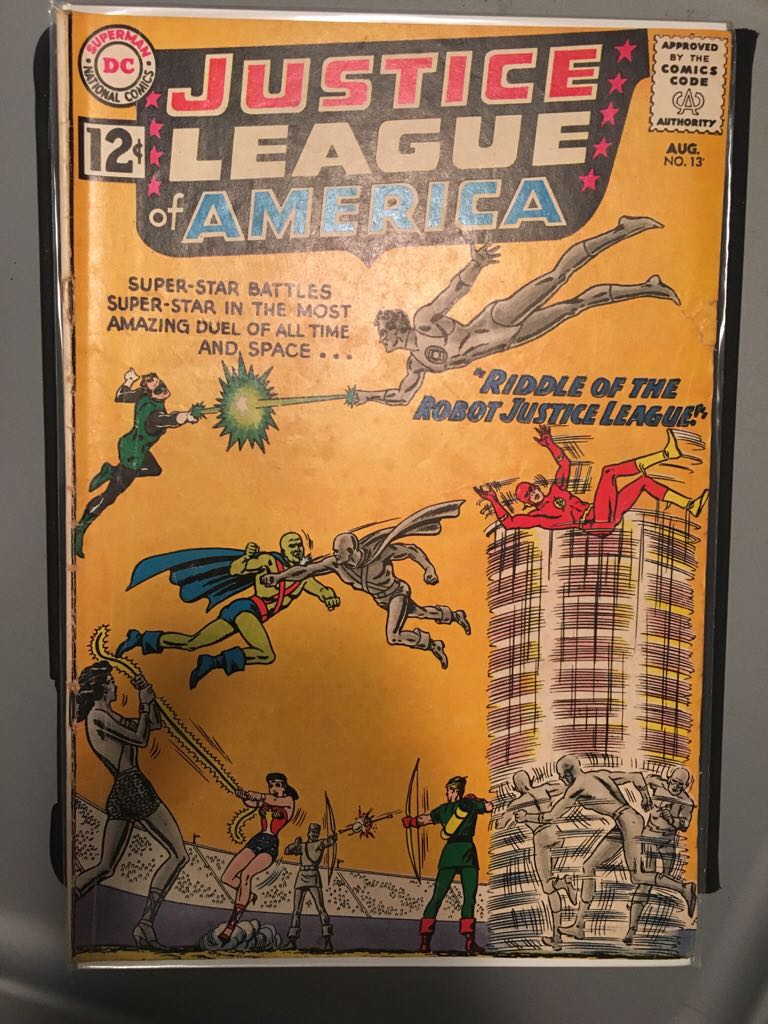 SUPERMAN
DC
NATIONAL COMICS
JUSTICE
LEAGUE
of AMERICA
12¢
APPROVED
BY THE
COMICS
CODE
CA
AUTHORITY
AUG.
NO. 13
SUPER-STAR BATTLES
SUPER-STAR IN THE MOST
AMAZING DUEL OF ALL TIME
AND SPACE...
"RIDDLE OF THE
ROBOT JUSTICE LEAGUE!"